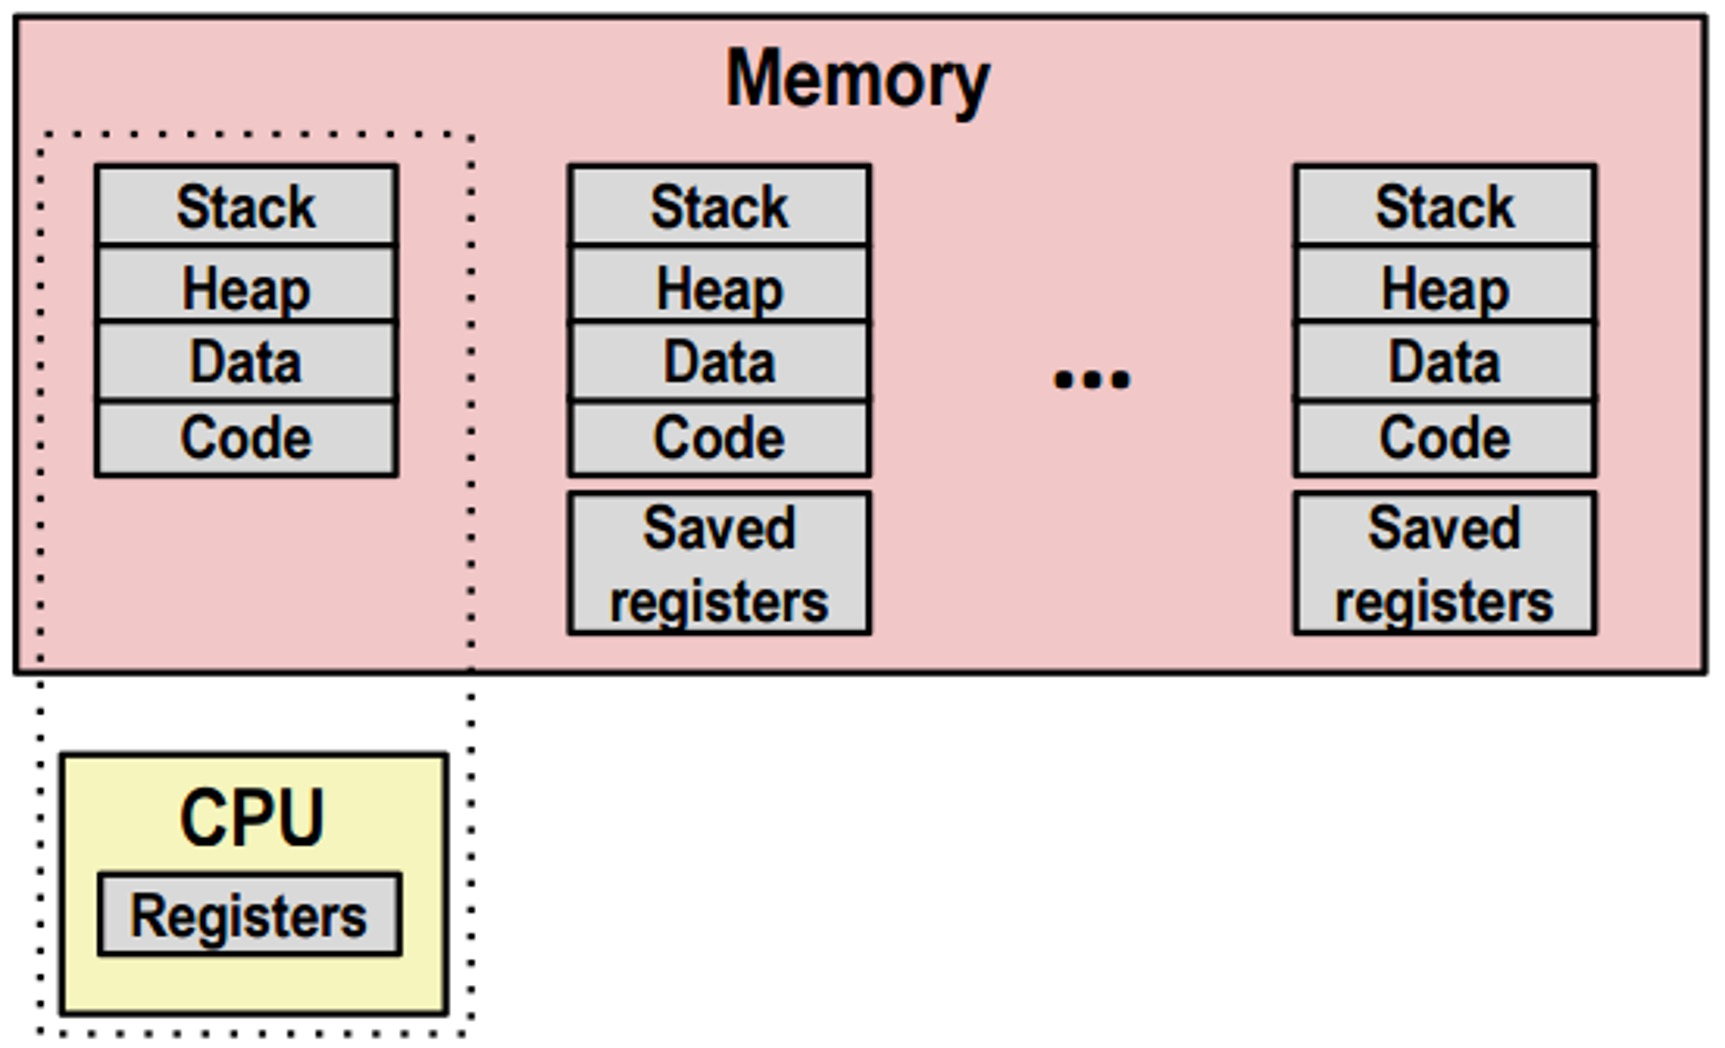 Memory
Stack
Heap
Data
Code
Stack
Heap
Data
Code
Saved
registers
...
Stack
Heap
Data
Code
Saved
registers
CPU
Registers